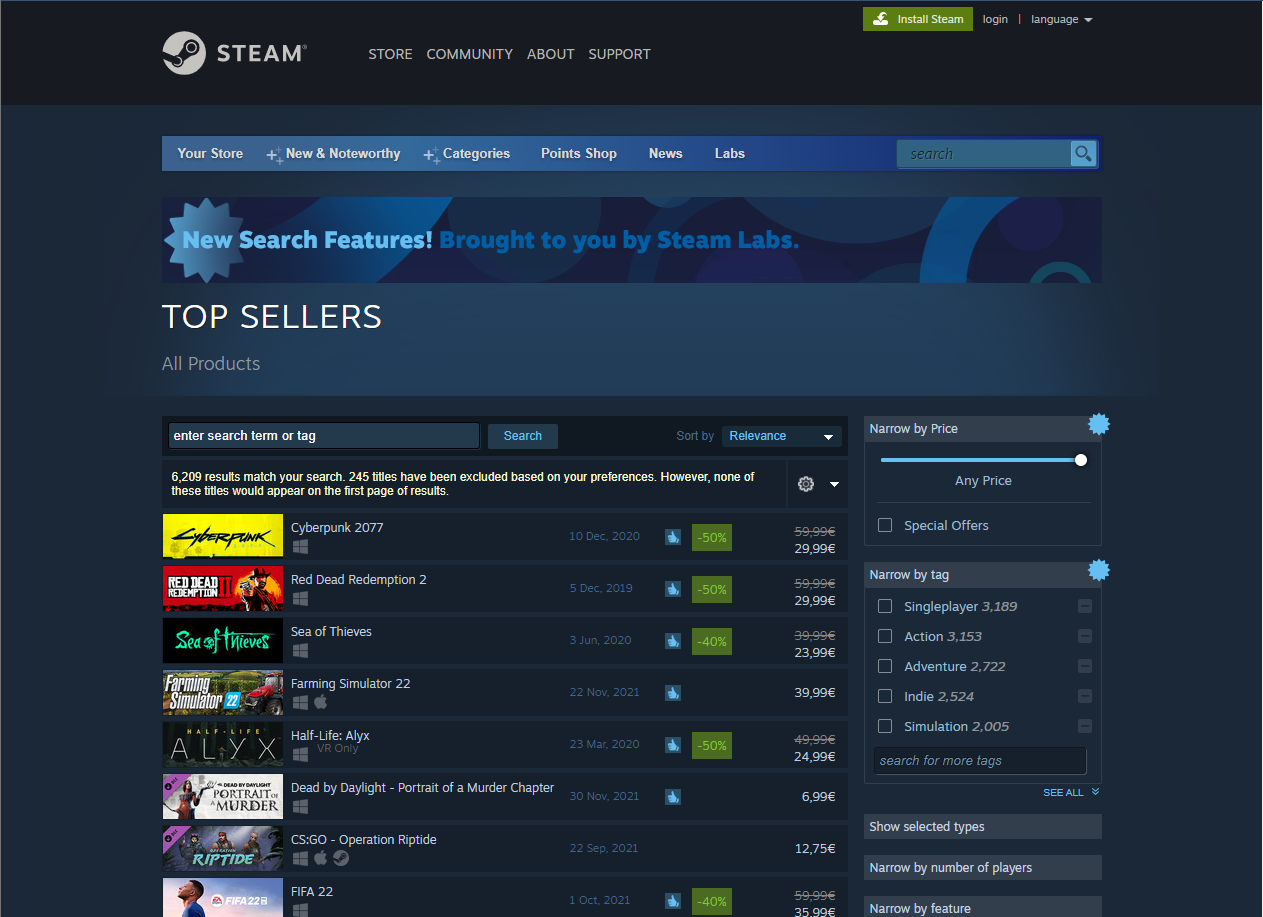 Install Steam login | language
STEAM®
STORE COMMUNITY ABOUT SUPPORT
Your Store New & Noteworthy Categories Points Shop News Labs search
New Search Features! Brought to you by Steam Labs.
TOP SELLERS
All Products
enter search term or tag Search Sort by Relevance
6,209 results match your search. 245 titles have been excluded based on your preferences. However, none of
these titles would appear on the first page of results.
CYBERPUNK
Cyberpunk 2077 10 Dec, 2020 -50% 59,99€
29,99€
RED DEAD
REDEMPTION II
Red Dead Redemption 2 5 Dec, 2019 -50% 59,99€
29,99€
Sea of Thieves
Sea of Thieves 3 Jun, 2020 -40% 39,99€
23,99€
Farming
Simulator 22
Farming Simulator 22 22 Nov, 2021 39,99€
HALF-LIFE
ALYX
Half-Life: Alyx 23 Mar, 2020 -50% 49,99€
VR Only 24,99€
DEAD BY DAYLIGHT
PORTRAIT
OF A MURDER
Dead by Daylight - Portrait of a Murder Chapter 30 Nov, 2021 6,99€
OPERATION
RIPTIDE
CS:GO - Operation Riptide 22 Sep, 2021 12,75€
EA SPORTS FIFA 22
FIFA 22 1 Oct, 2021 -40% 59,99€
35,99€
Narrow by Price
Any Price
Special Offers
Narrow by tag
Singleplayer 3,189
Action 3,153
Adventure 2,722
Indie 2,524
Simulation 2,005
search for more tags
SEE ALL
Show selected types
Narrow by number of players
Narrow by feature